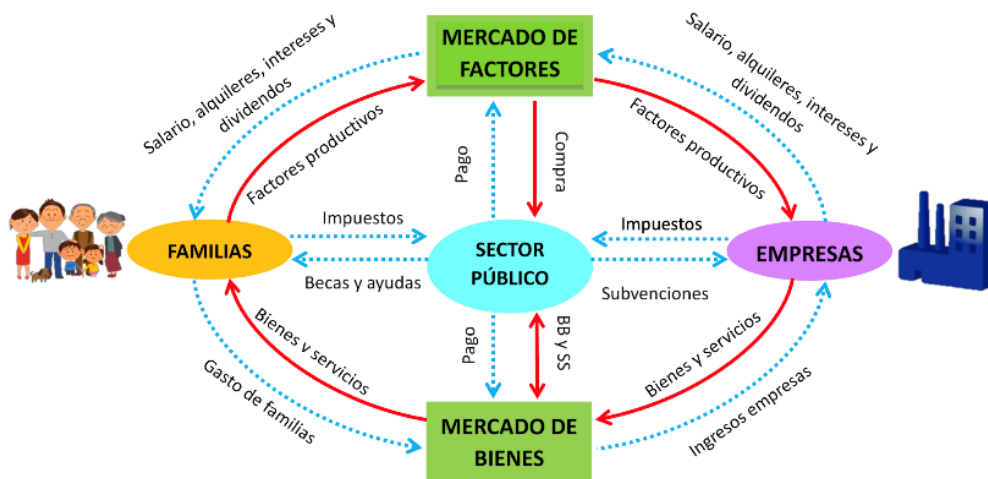 MERCADO DE
FACTORES
Salario, alquileres, intereses y
dividendos
Factores productivos
Salario, alquileres, intereses y
dividendos
Factores productivos
Pago
Compra
FAMILIAS
Impuestos
Becas y ayudas
SECTOR
PÚBLICO
Impuestos
Subvenciones
EMPRESAS
Bienes v servicios
Gasto de familias
Pago
BB y SS
Bienes y servicios
Ingresos empresas
MERCADO DE
BIENES